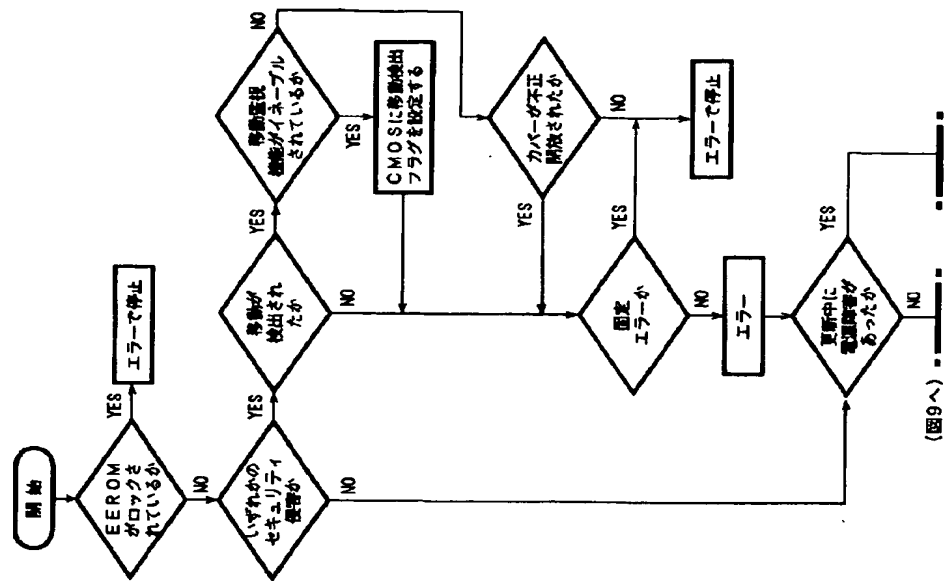 開始
EEROM
がロックさ
れているか
YES
エラーで停止
NO
いずれかの
セキュリティ
侵害か
YES
NO
移動が
検出され
たか
YES
NO
移動監視
機能がイネーブル
されているか
NO
YES
CMOSに移動検出
フラグを設定する
カバーが不正
開放されたか
NO
YES
エラーで停止
固定
エラーか
YES
NO
エラー
更新中に
電源障害が
あったか
YES
NO
(図9へ)